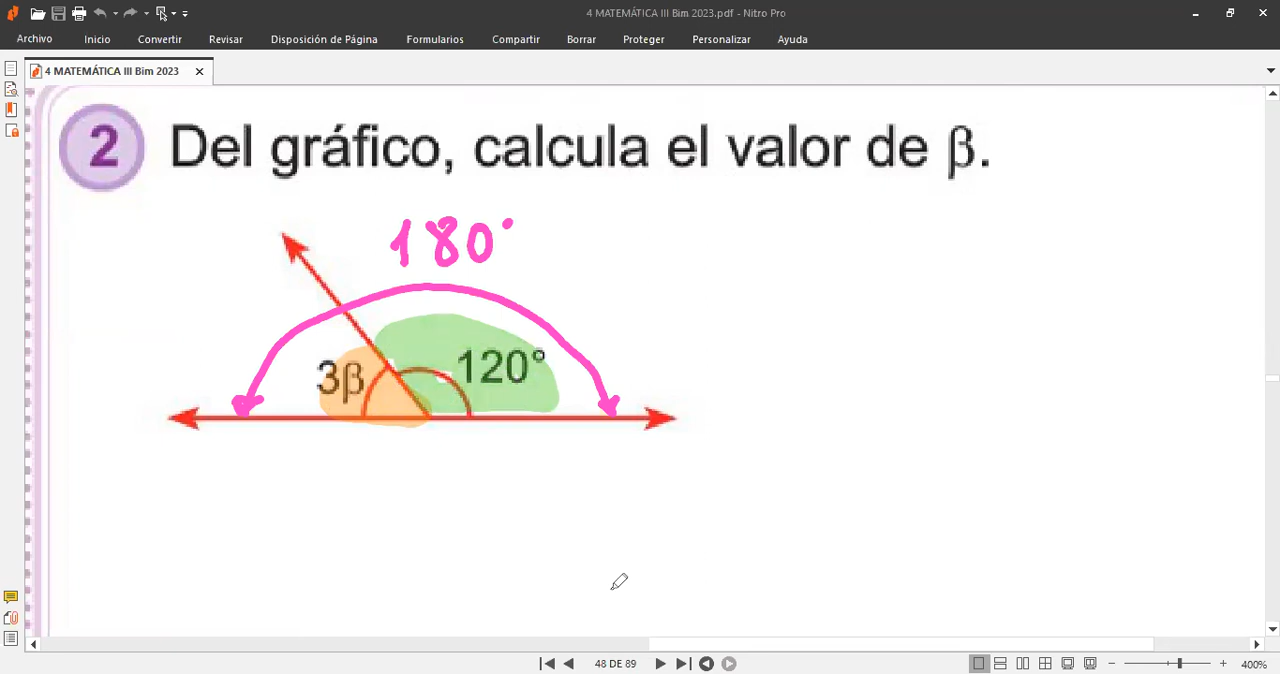 4 MATEMÁTICA III Bim 2023.pdf - Nitro Pro
Archivo Inicio Convertir Revisar Disposición de Página Formularios Compartir Borrar Proteger Personalizar Ayuda
4 MATEMÁTICA III Bim 2023
2 Del gráfico, calcula el valor de β.
180°
3β 120°
48 DE 89
400%